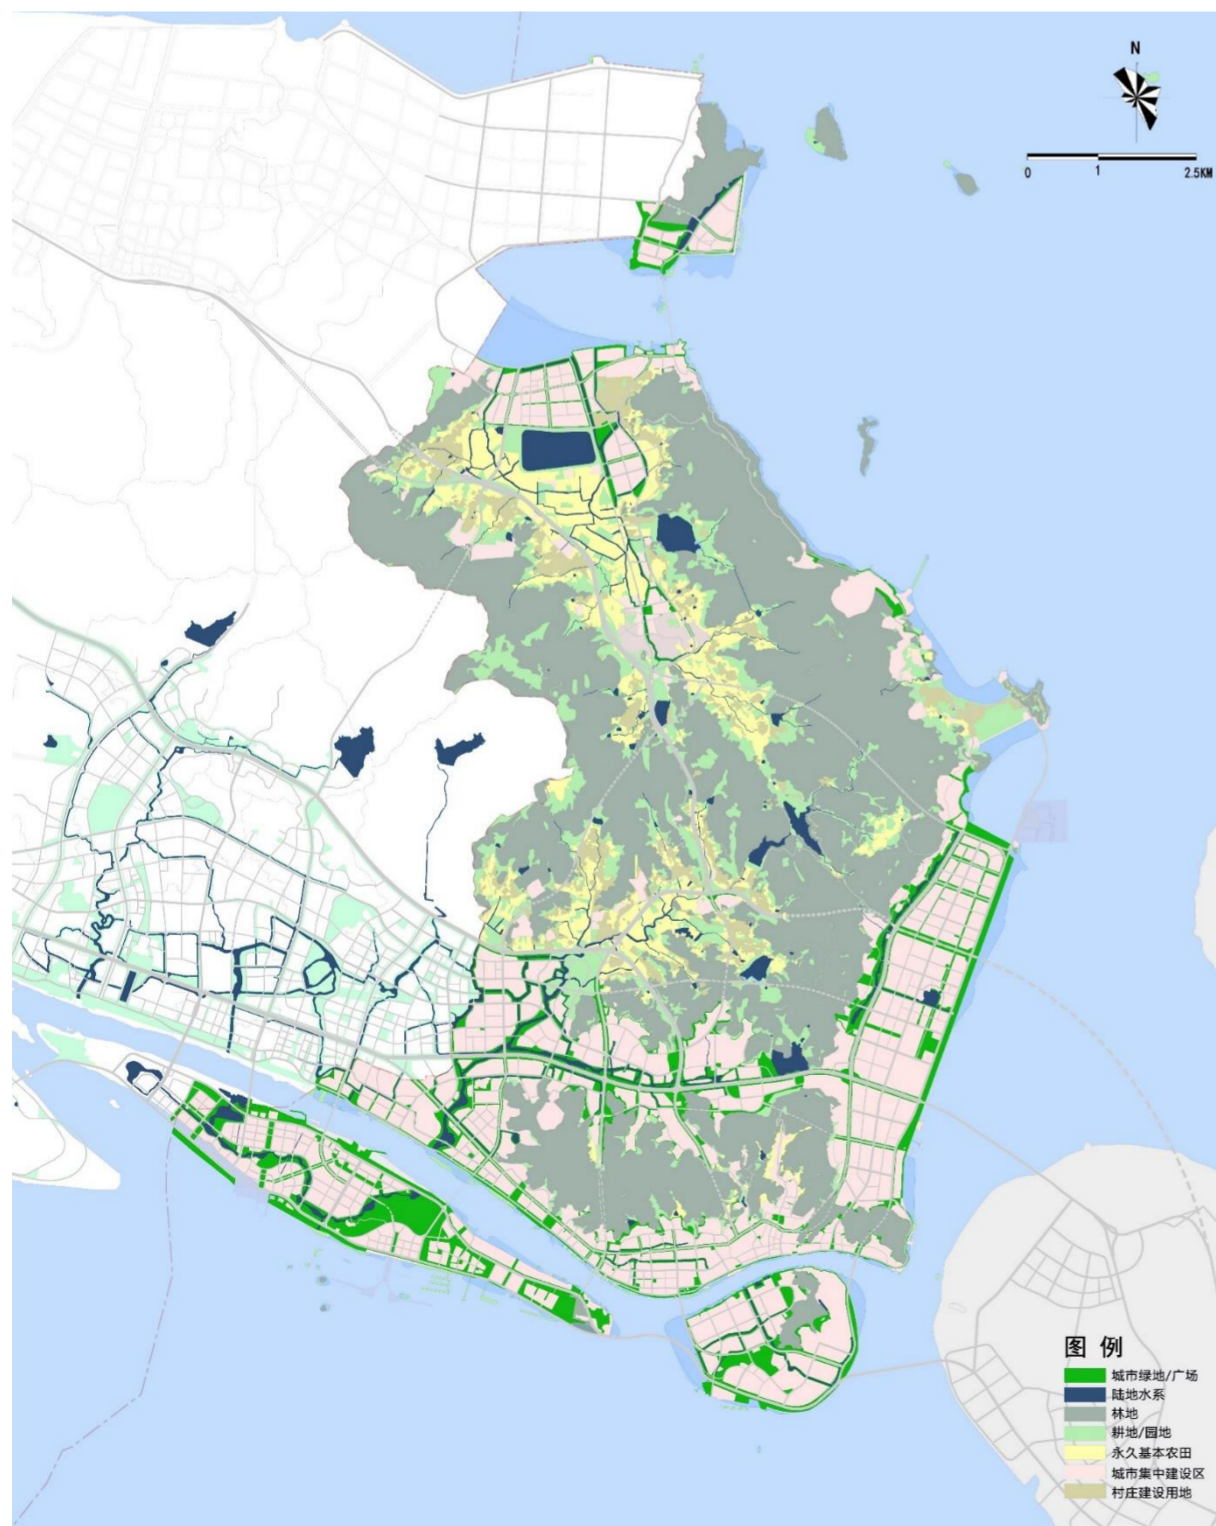 N
0 1 2.5KM
图 例
城市绿地/广场
陆地水系
林地
耕地/园地
永久基本农田
城市集中建设区
村庄建设用地